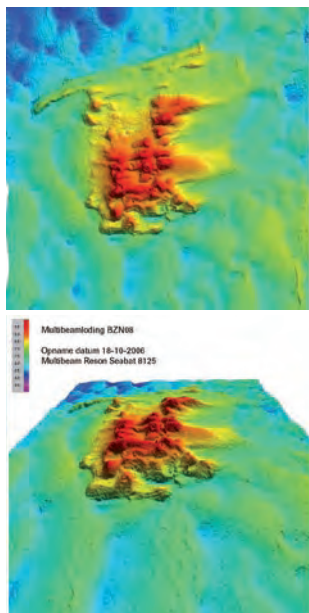 Multibeamloding BZN08
Opname datum 18-10-2006
Multibeam Reson Seabat 8125